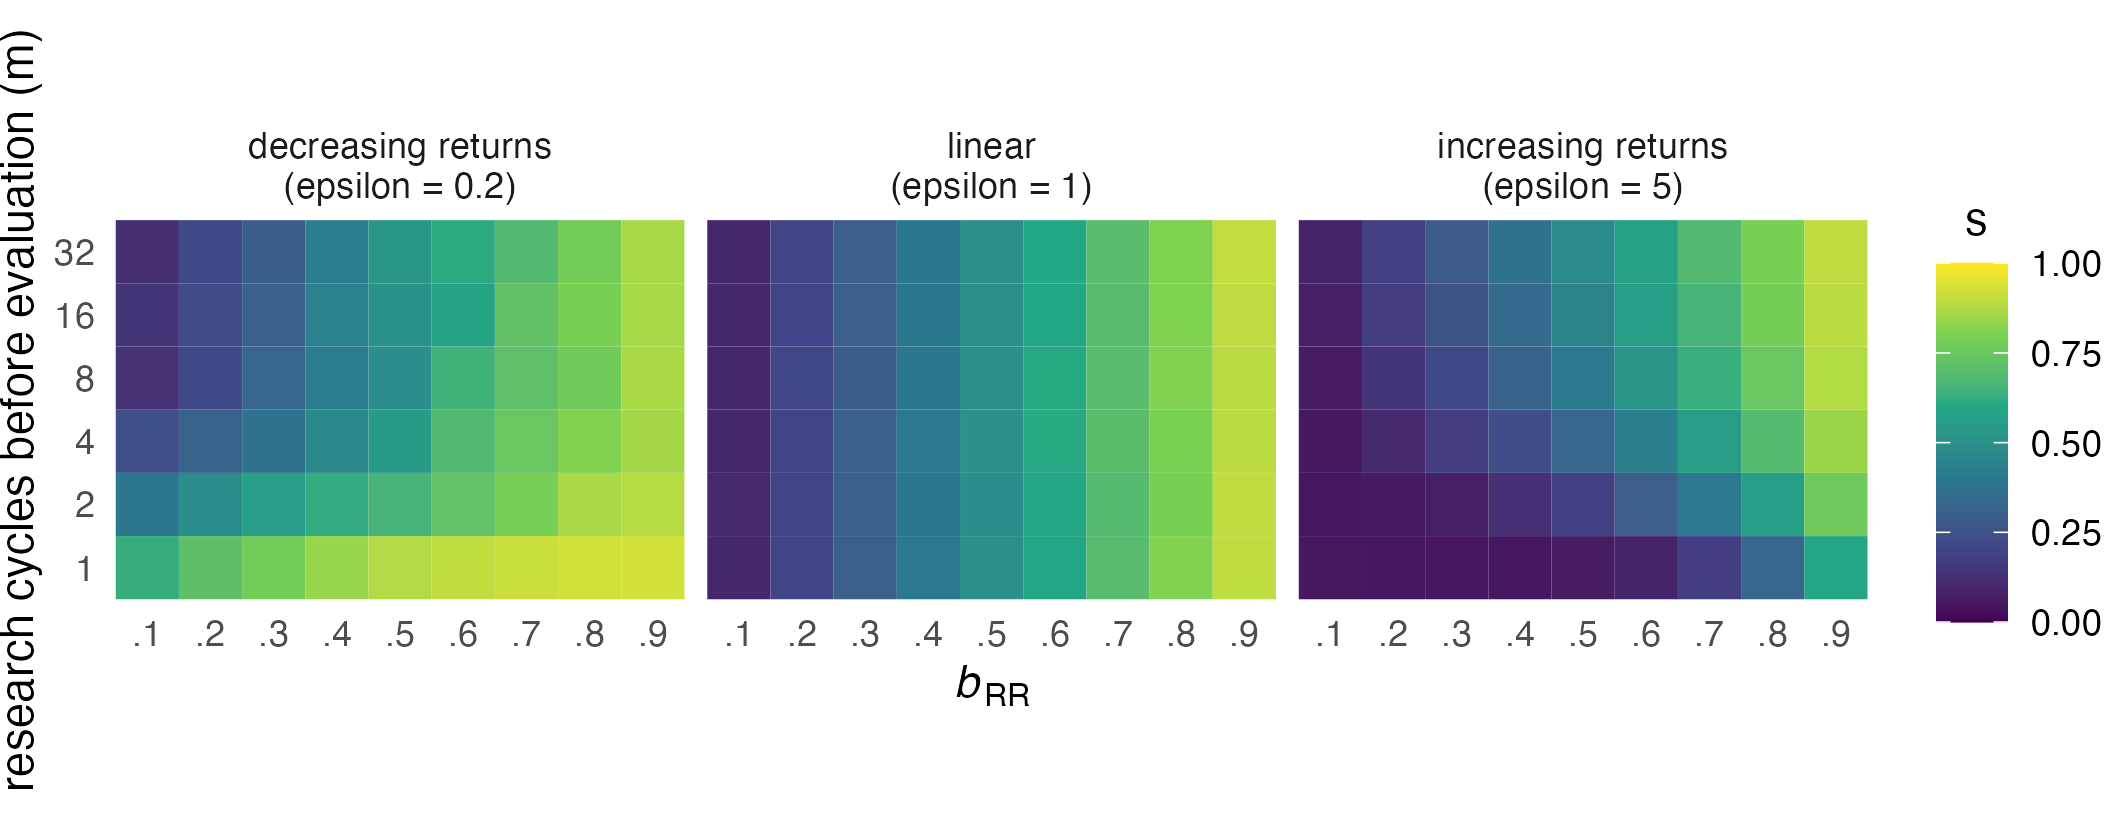 research cycles before evaluation (m)
decreasing returns
(epsilon = 0.2)
linear
(epsilon = 1)
increasing returns
(epsilon = 5)
32
16
8
4
2
1
.1 .2 .3 .4 .5 .6 .7 .8 .9
.1 .2 .3 .4 .5 .6 .7 .8 .9
.1 .2 .3 .4 .5 .6 .7 .8 .9
bRR
s
1.00
0.75
0.50
0.25
0.00